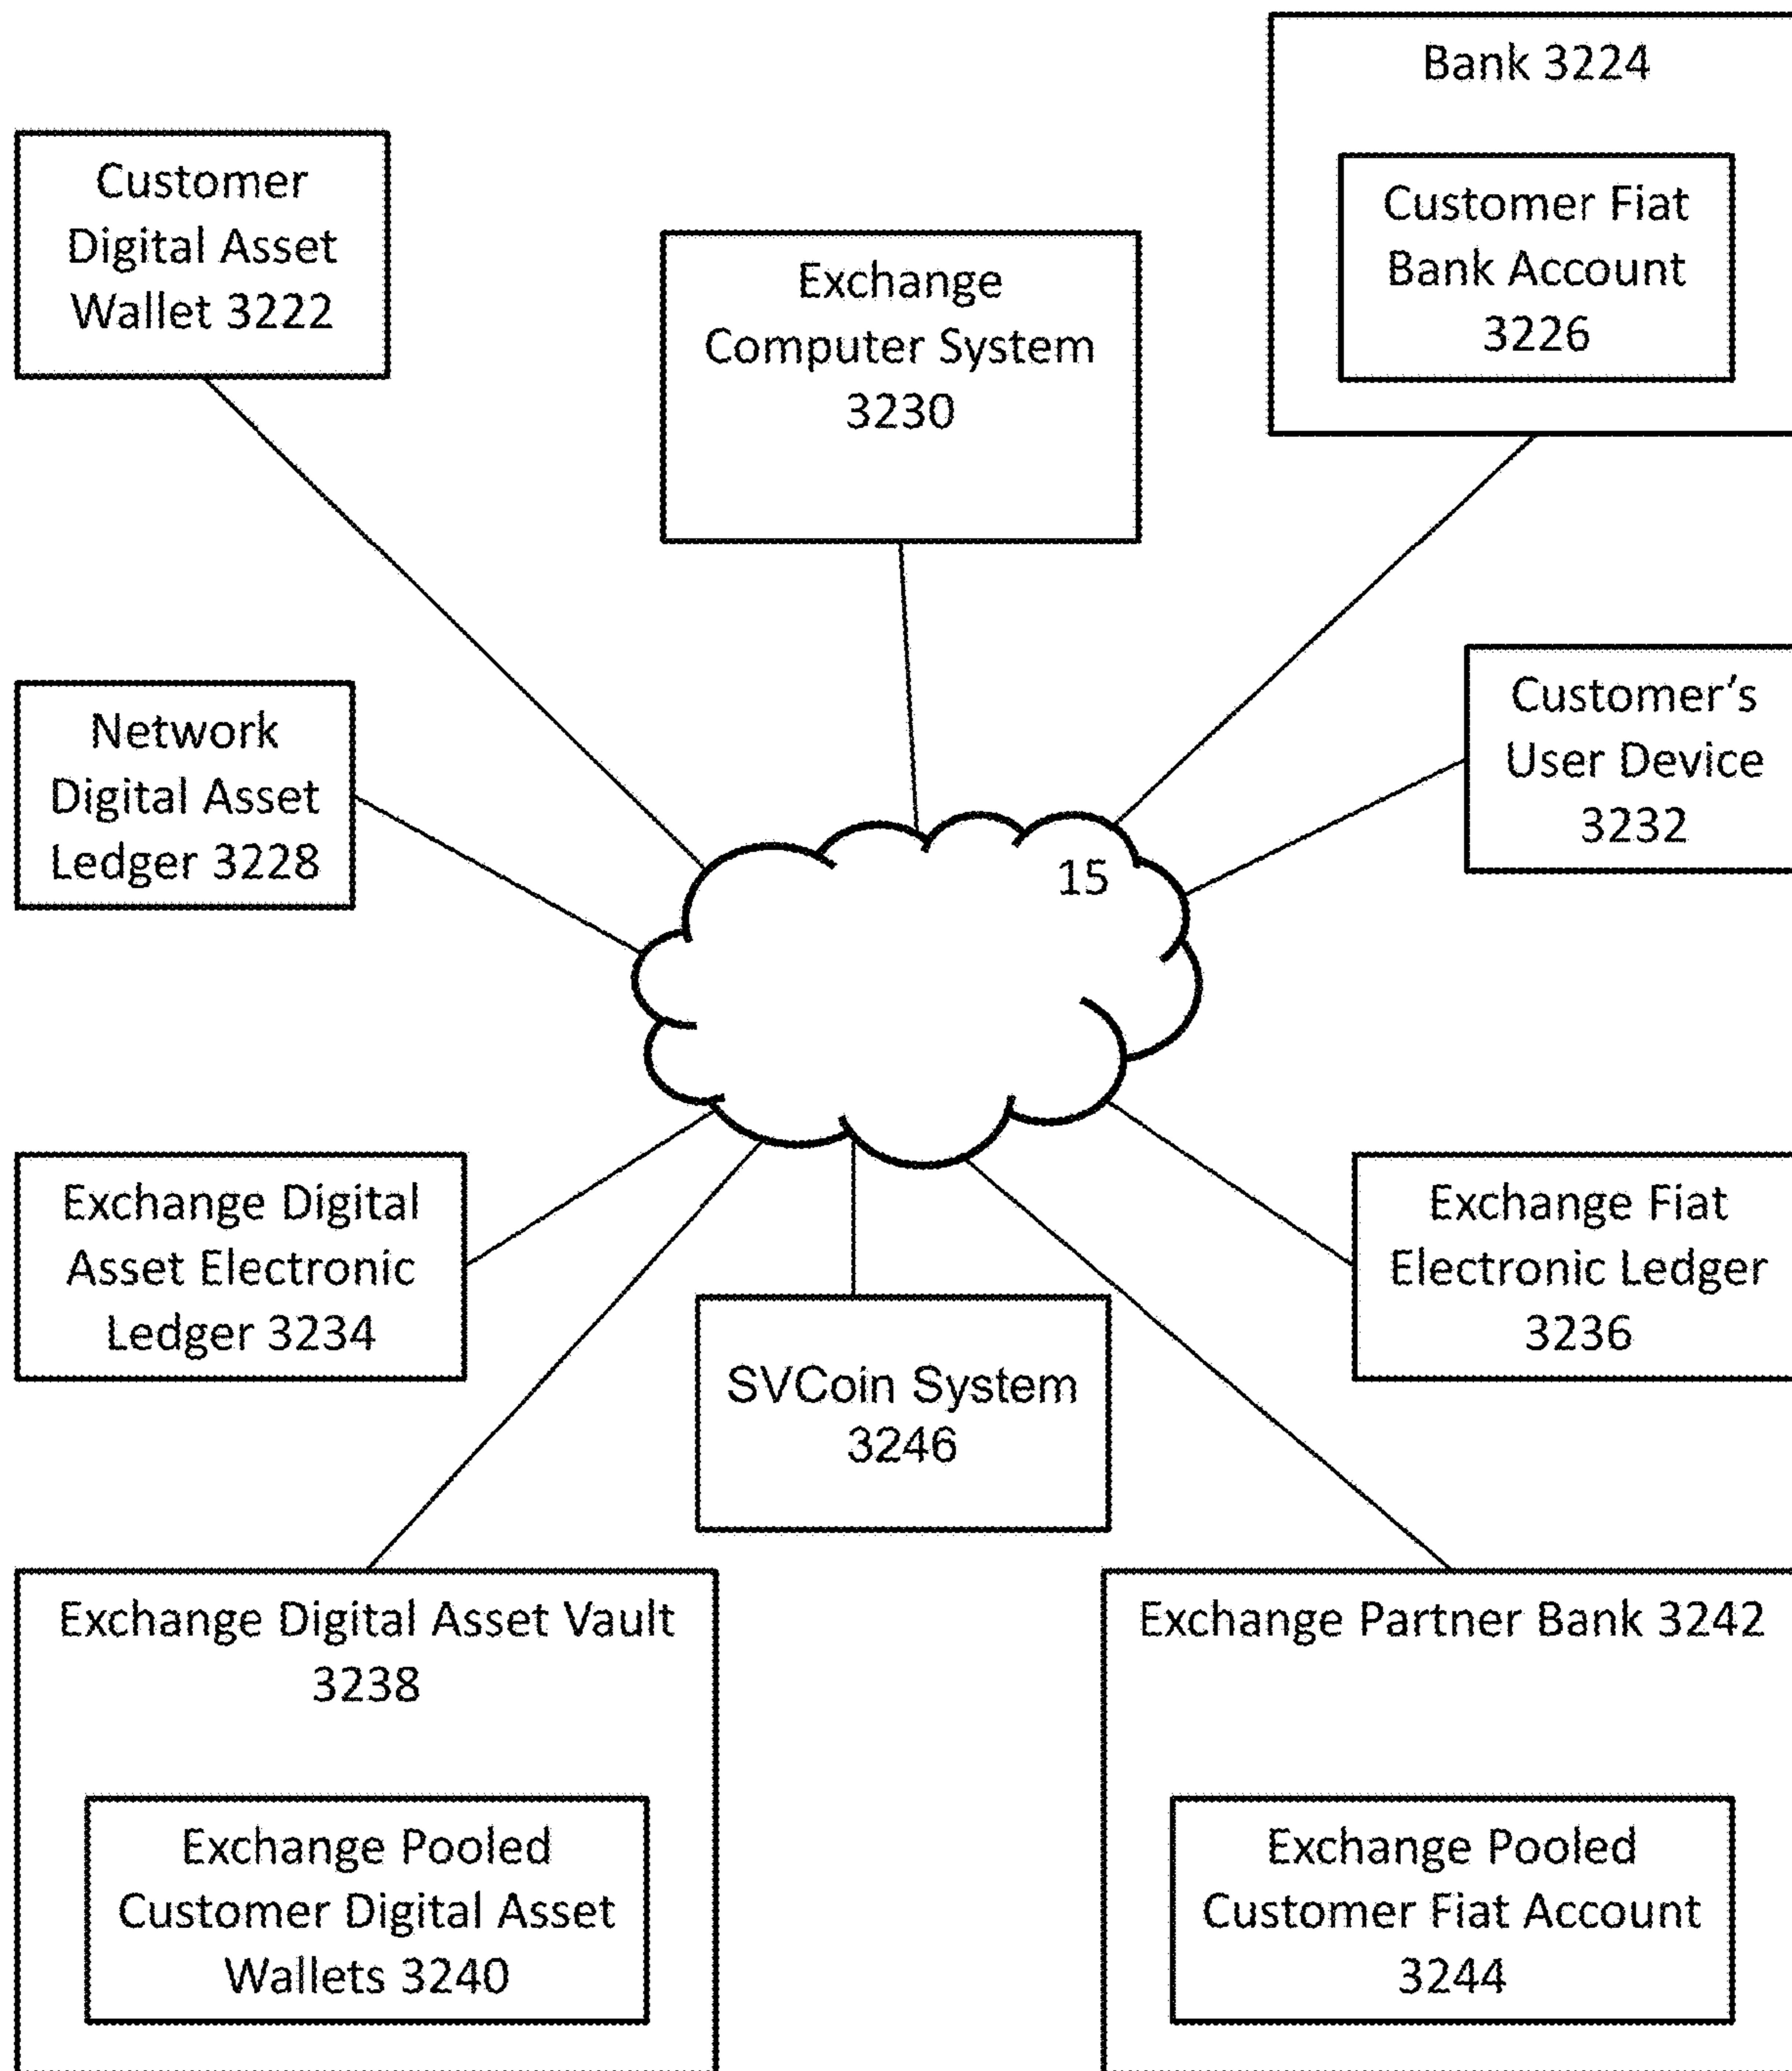 Bank 3224
Customer
Digital Asset
Wallet 3222
Customer Fiat
Bank Account
3226
Exchange
Computer System
3230
Network
Digital Asset
Ledger 3228
Customer's
User Device
3232
15
Exchange Digital
Asset Electronic
Ledger 3234
Exchange Fiat
Electronic Ledger
3236
SVCoin System
3246
Exchange Digital Asset Vault
3238
Exchange Pooled
Customer Digital Asset
Wallets 3240
Exchange Partner Bank 3242
Exchange Pooled
Customer Fiat Account
3244